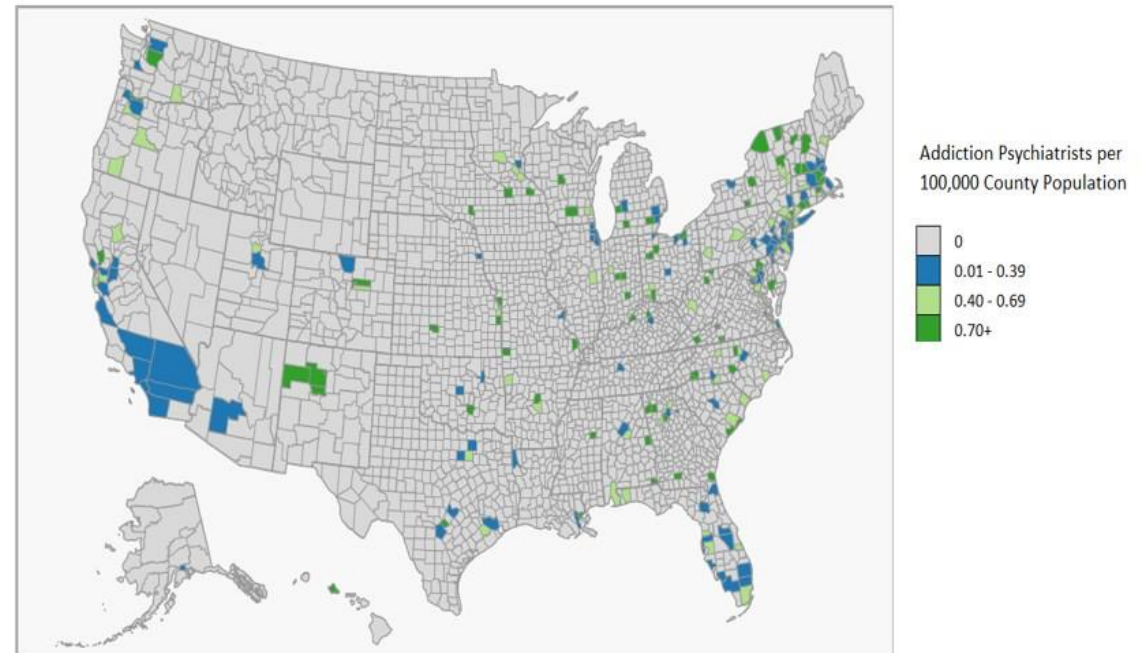 Addiction Psychiatrists per
100,000 County Population
0
0.01 - 0.39
0.40 - 0.69
0.70+